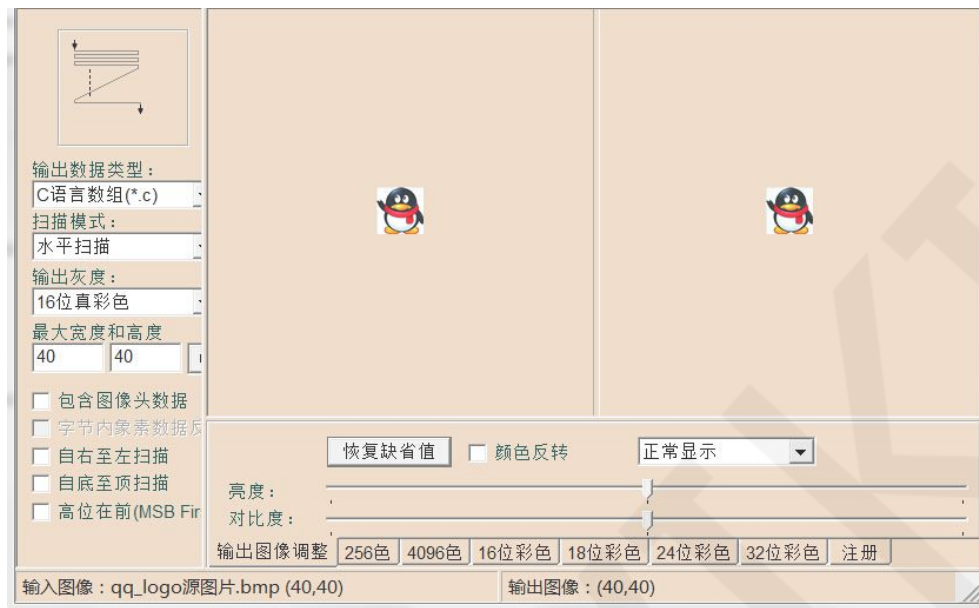 输出数据类型：
C语言数组(*.c)
扫描模式：
水平扫描
输出灰度：
16位真彩色
最大宽度和高度
40 40
包含图像头数据
字节内象素数据反
自右至左扫描
自底至顶扫描
高位在前(MSB Fir
恢复缺省值 颜色反转 正常显示
亮度：
对比度：
输出图像调整 256色 4096色 16位彩色 18位彩色 24位彩色 32位彩色 注册
输入图像：qq_logo源图片.bmp (40,40) 输出图像：(40,40)